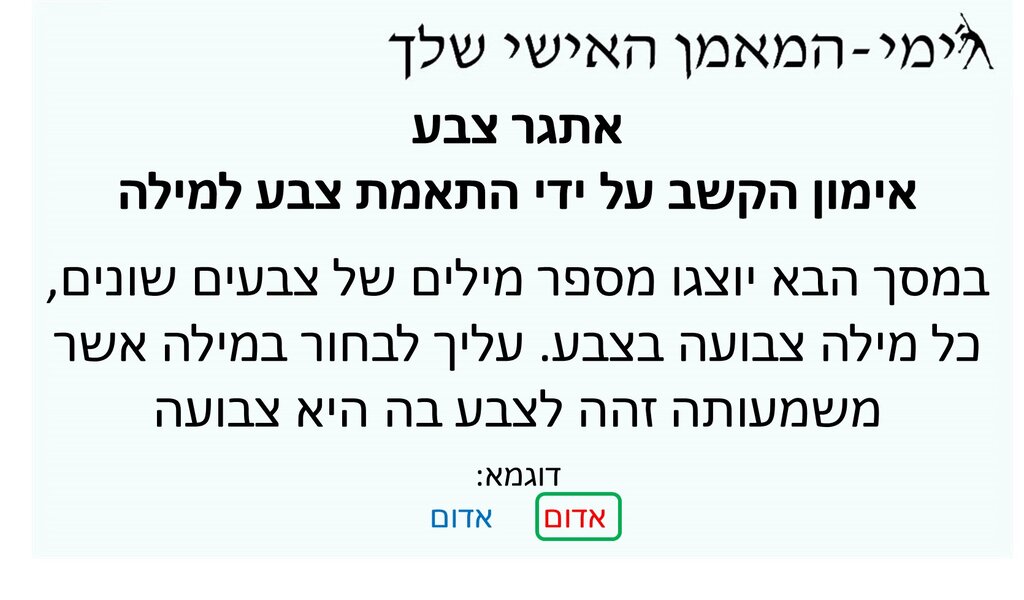 ג'ימי-המאמן האישי שלך
אתגר צבע
אימון הקשב על ידי התאמת צבע למילה
במסך הבא יוצגו מספר מילים של צבעים שונים,
כל מילה צבועה בצבע. עליך לבחור במילה אשר
משמעותה זהה לצבע בה היא צבועה
דוגמא:
אדום אדום